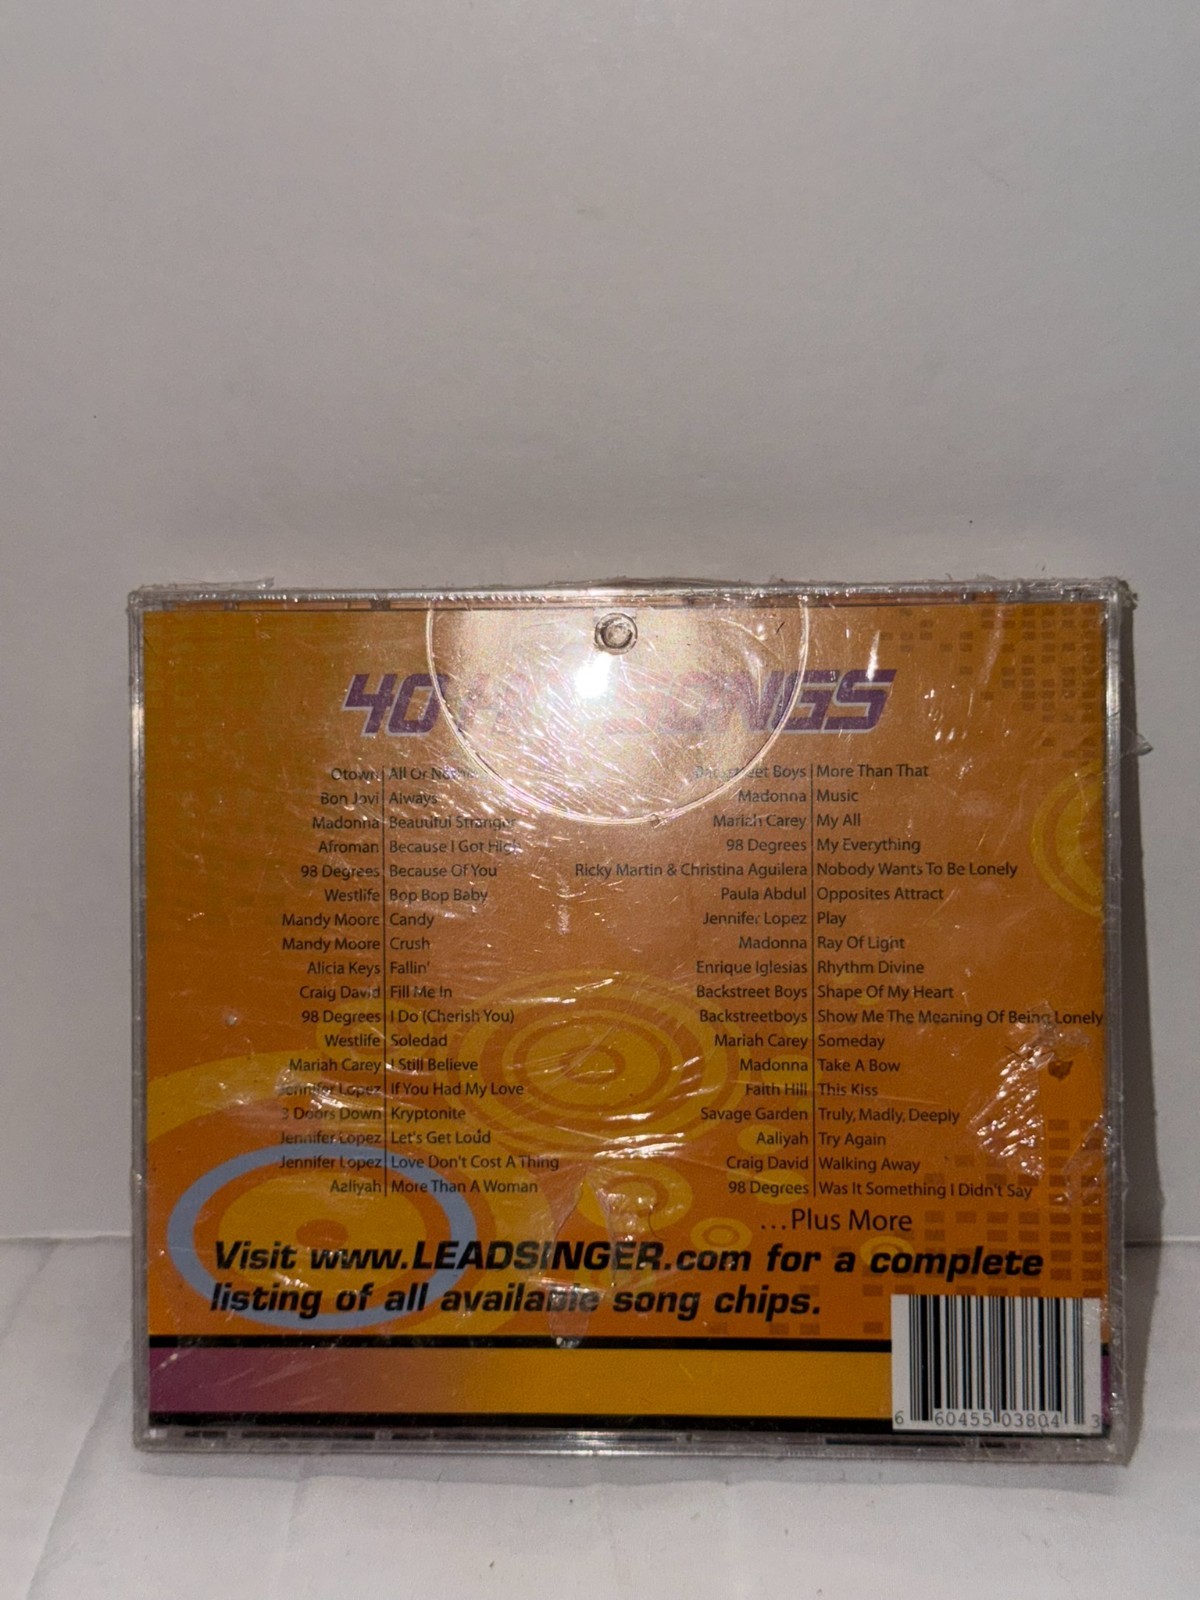 40 SONGS
Otown All Or
Bon Jovi Always
Madonna Beautiful Stranger
Afroman Because I Got High
98 Degrees Because Of You
Westlife Bop Bop Baby
Mandy Moore Candy
Mandy Moore Crush
Alicia Keys Fallin'
Craig David Fill Me In
98 Degrees I Do (Cherish You)
Westlife Soledad
Mariah Carey I Still Believe
Jennifer Lopez If You Had My Love
3 Doors Down Kryptonite
Jennifer Lopez Let's Get Loud
Jennifer Lopez Love Don't Cost A Thing
Aaliyah More Than A Woman
Backstreet Boys More Than That
Madonna Music
Mariah Carey My All
98 Degrees My Everything
Ricky Martin & Christina Aguilera Nobody Wants To Be Lonely
Paula Abdul Opposites Attract
Jennifer Lopez Play
Madonna Ray Of Light
Enrique Iglesias Rhythm Divine
Backstreet Boys Shape Of My Heart
Backstreetboys Show Me The Meaning Of Being Lonely
Mariah Carey Someday
Madonna Take A Bow
Faith Hill This Kiss
Savage Garden Truly, Madly, Deeply
Aaliyah Try Again
Craig David Walking Away
98 Degrees Was It Something I Didn't Say
...Plus More
Visit www.LEADSINGER.com for a complete
listing of all available song chips.
6 60455 03804 3